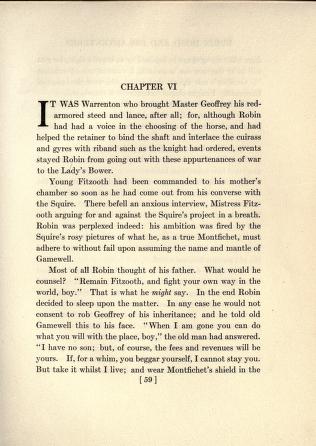 CHAPTER VI
IT WAS Warrenton who brought Master Geoffrey his red-
armored steed and lance, after all; for, although Robin
had had a voice in the choosing of the horse, and had
helped the retainer to bind the shaft and interlace the cuirass
and gyres with riband such as the knight had ordered, events
stayed Robin from going out with these appurtenances of war
to the Lady's Bower.
Young Fitzooth had been commanded to his mother's
chamber so soon as he had come out from his converse with
the Squire. There befell an anxious interview, Mistress Fitz-
ooth arguing for and against the Squire's project in a breath.
Robin was perplexed indeed: his ambition was fired by the
Squire's rosy pictures of what he, as a true Montfichet, must
adhere to without fail upon assuming the name and mantle of
Gamewell.
Most of all Robin thought of his father. What would he
counsel? "Remain Fitzooth, and fight your own way in the
world, boy." That is what he might say. In the end Robin
decided to sleep upon the matter. In any case he would not
consent to rob Geoffrey of his inheritance; and he told old
Gamewell this to his face. "When I am gone you can do
what you will with the place, boy," the old man had answered.
"I have no son; but, of course, the fees and revenues will be
yours. If, for a whim, you beggar yourself, I cannot stay you.
But take it whilst I live; and wear Montfichet's shield in the
[59]